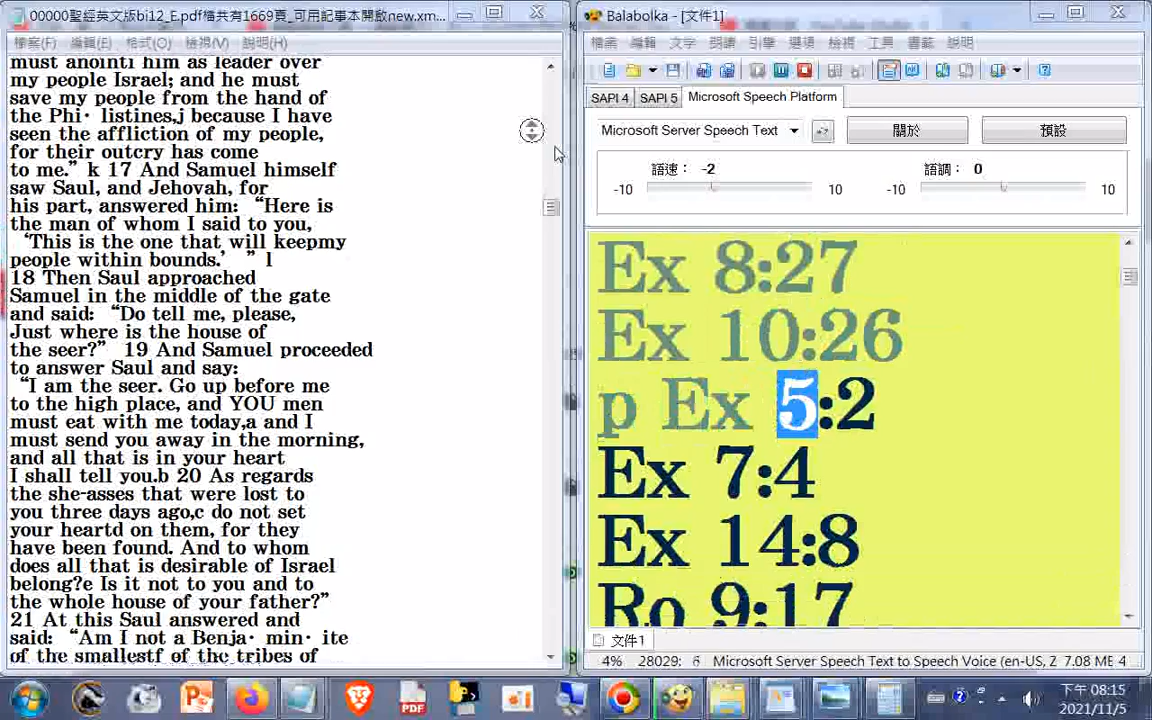 00000聖經英文版bi12_E.pdf檔共有1669頁_可用記事本開啟new.xm...
檔案(F) 編輯(E) 格式(O) 檢視(V) 說明(H)
must anointi him as leader over
my people Israel; and he must
save my people from the hand of
the Phi· listines,j because I have
seen the affliction of my people,
for their outcry has come
to me.” k 17 And Samuel himself
saw Saul, and Jehovah, for
his part, answered him: “Here is
the man of whom I said to you,
‘This is the one that will keepmy
people within bounds.’ ” l
18 Then Saul approached
Samuel in the middle of the gate
and said: “Do tell me, please,
Just where is the house of
the seer?” 19 And Samuel proceeded
to answer Saul and say:
“I am the seer. Go up before me
to the high place, and YOU men
must eat with me today,a and I
must send you away in the morning,
and all that is in your heart
I shall tell you.b 20 As regards
the she-asses that were lost to
you three days ago,c do not set
your heartd on them, for they
have been found. And to whom
does all that is desirable of Israel
belong?e Is it not to you and to
the whole house of your father?”
21 At this Saul answered and
said: “Am I not a Benja· min· ite
of the smallestf of the tribes of
Balabolka - [文件1]
檔案 編輯 文字 朗讀 引擎 選項 檢視 工具 書籤 說明
SAPI 4 SAPI 5 Microsoft Speech Platform
Microsoft Server Speech Text 關於 預設
語速： -2 語調： 0
-10 10 -10 10
Ex 8:27
Ex 10:26
p Ex 5:2
Ex 7:4
Ex 14:8
Ro 9:17
文件1
4% 28029: 6 Microsoft Server Speech Text to Speech Voice (en-US, Z 7.08 ME 4
PDF
下午 08:15
2021/11/5